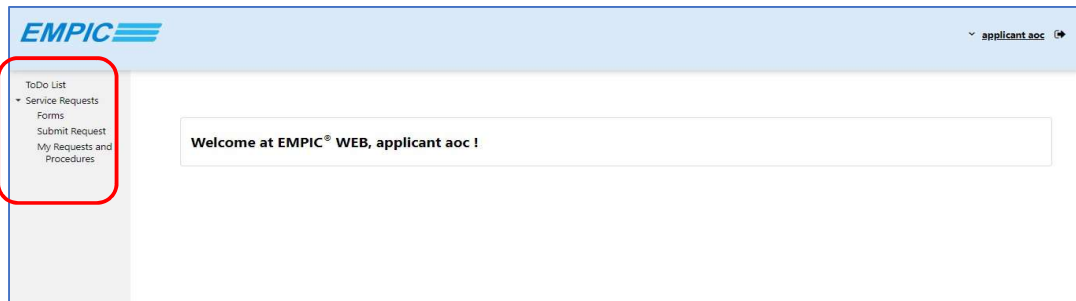 EMPIC
applicant aoc
ToDo List
Service Requests
Forms
Submit Request
My Requests and
Procedures
Welcome at EMPIC® WEB, applicant aoc !